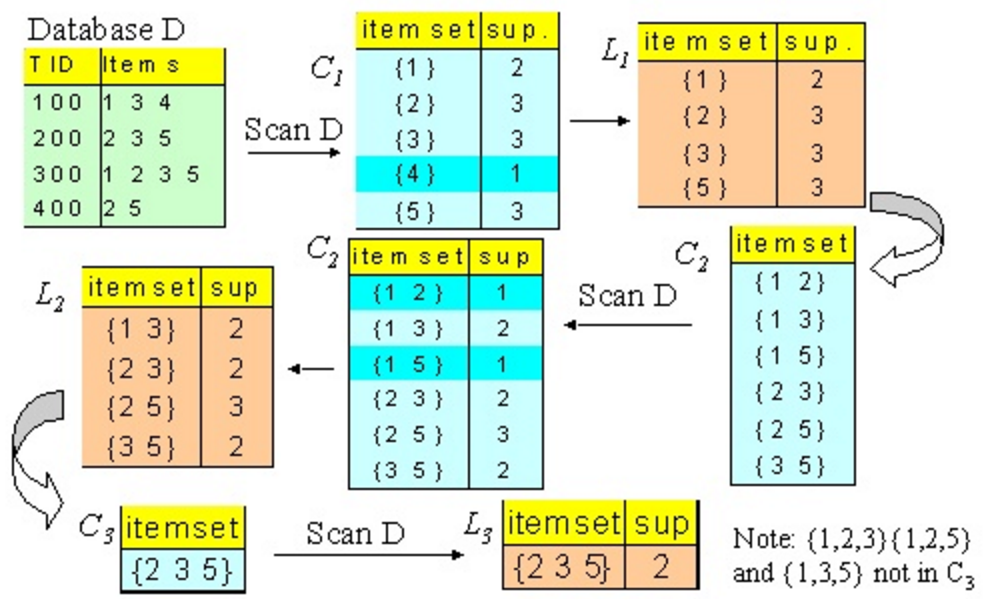 Database D
TID Items
100 1 3 4
200 2 3 5
300 1 2 3 5
400 2 5
Scan D
C1
itemset sup.
{1} 2
{2} 3
{3} 3
{4} 1
{5} 3
L1
itemset sup.
{1} 2
{2} 3
{3} 3
{5} 3
C2
itemset
{1 2}
{1 3}
{1 5}
{2 3}
{2 5}
{3 5}
Scan D
C2
itemset sup
{1 2} 1
{1 3} 2
{1 5} 1
{2 3} 2
{2 5} 3
{3 5} 2
L2
itemset sup
{1 3} 2
{2 3} 2
{2 5} 3
{3 5} 2
C3
itemset
{2 3 5}
Scan D
L3
itemset sup
{2 3 5} 2
Note: {1,2,3}{1,2,5}
and {1,3,5} not in C3